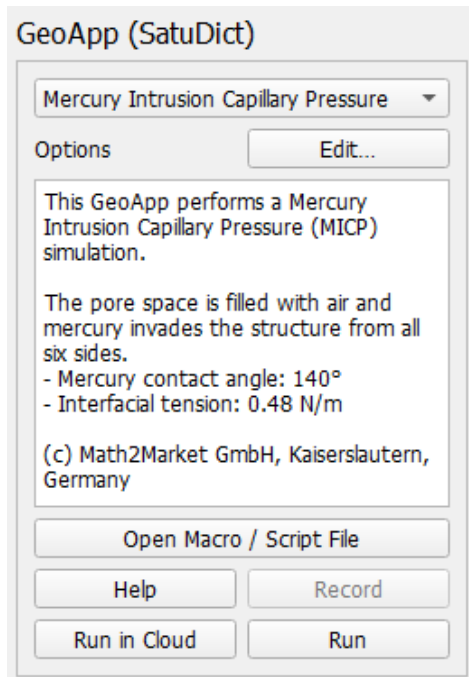 GeoApp (SatuDict)
Mercury Intrusion Capillary Pressure
Options
Edit...
This GeoApp performs a Mercury
Intrusion Capillary Pressure (MICP)
simulation.
The pore space is filled with air and
mercury invades the structure from all
six sides.
- Mercury contact angle: 140°
- Interfacial tension: 0.48 N/m
(c) Math2Market GmbH, Kaiserslautern,
Germany
Open Macro / Script File
Help
Record
Run in Cloud
Run